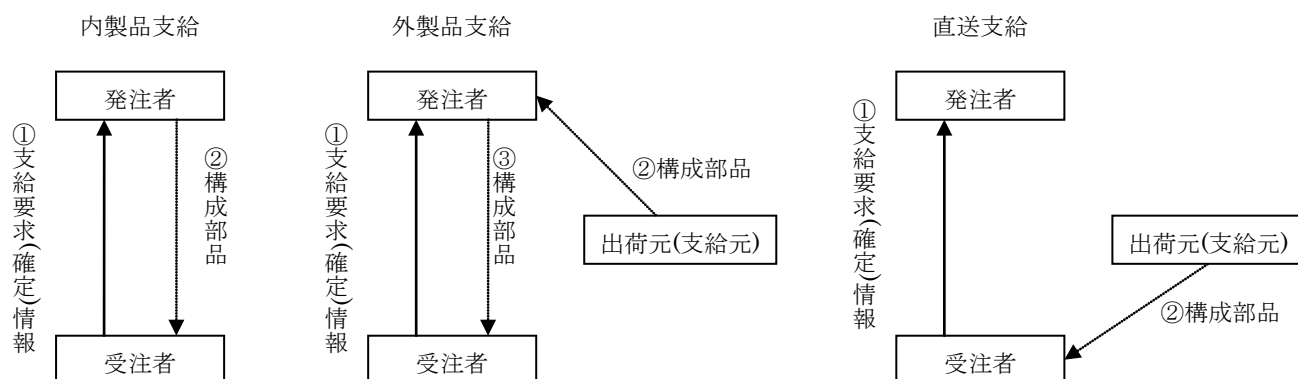 内製品支給
発注者
①支給要求(確定)情報
②構成部品
受注者
外製品支給
発注者
①支給要求(確定)情報
③構成部品
②構成部品
出荷元(支給元)
受注者
直送支給
発注者
①支給要求(確定)情報
出荷元(支給元)
②構成部品
受注者